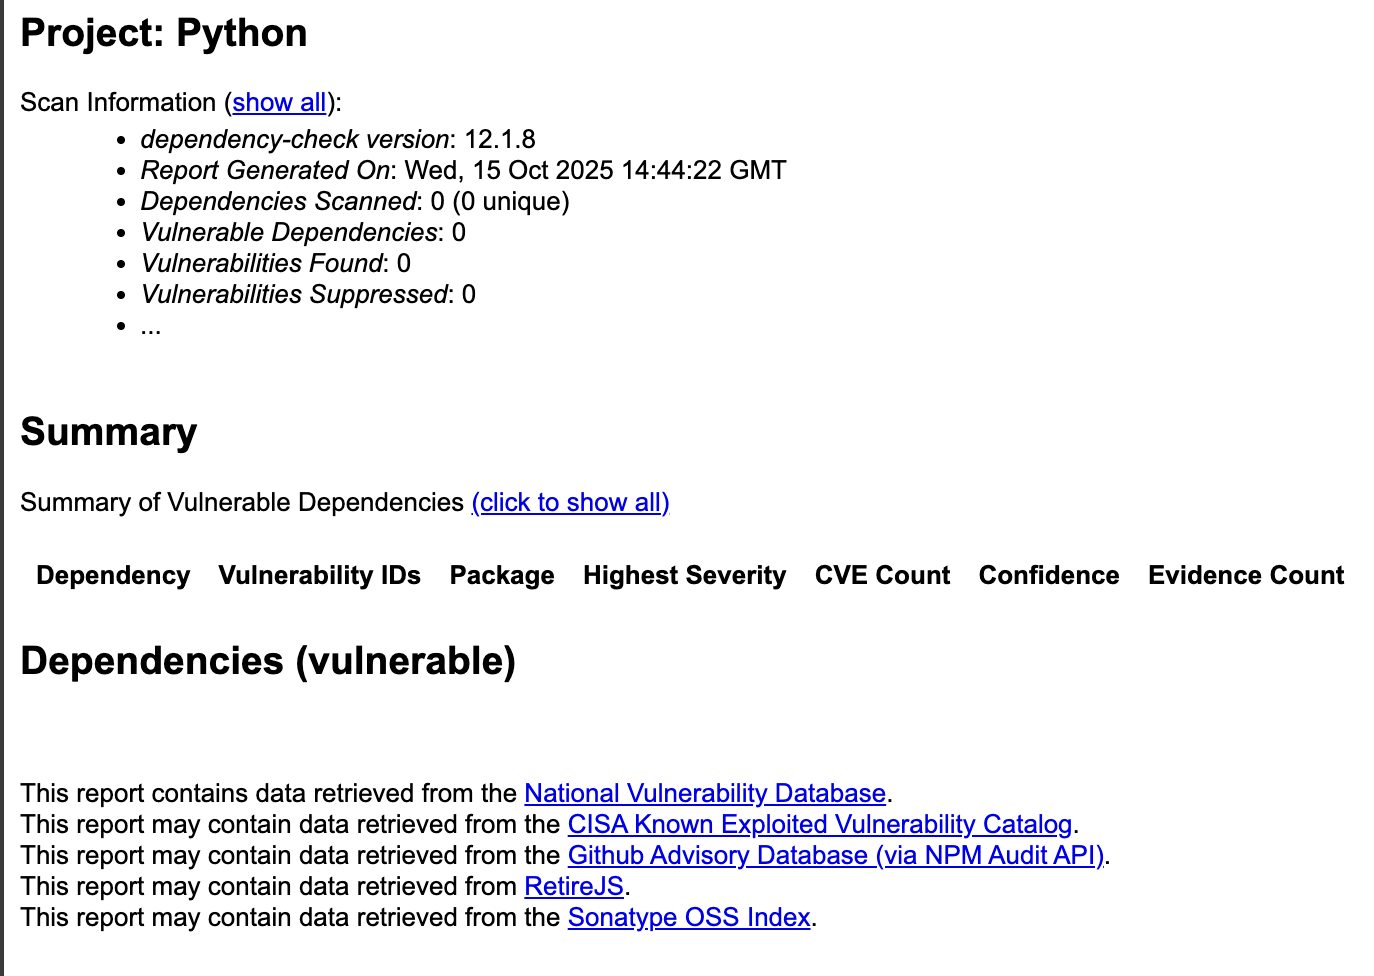 Project: Python
Scan Information (show all):
• dependency-check version: 12.1.8
• Report Generated On: Wed, 15 Oct 2025 14:44:22 GMT
• Dependencies Scanned: 0 (0 unique)
• Vulnerable Dependencies: 0
• Vulnerabilities Found: 0
• Vulnerabilities Suppressed: 0
• ...
Summary
Summary of Vulnerable Dependencies (click to show all)
Dependency Vulnerability IDs Package Highest Severity CVE Count Confidence Evidence Count
Dependencies (vulnerable)
This report contains data retrieved from the National Vulnerability Database.
This report may contain data retrieved from the CISA Known Exploited Vulnerability Catalog.
This report may contain data retrieved from the Github Advisory Database (via NPM Audit API).
This report may contain data retrieved from RetireJS.
This report may contain data retrieved from the Sonatype OSS Index.